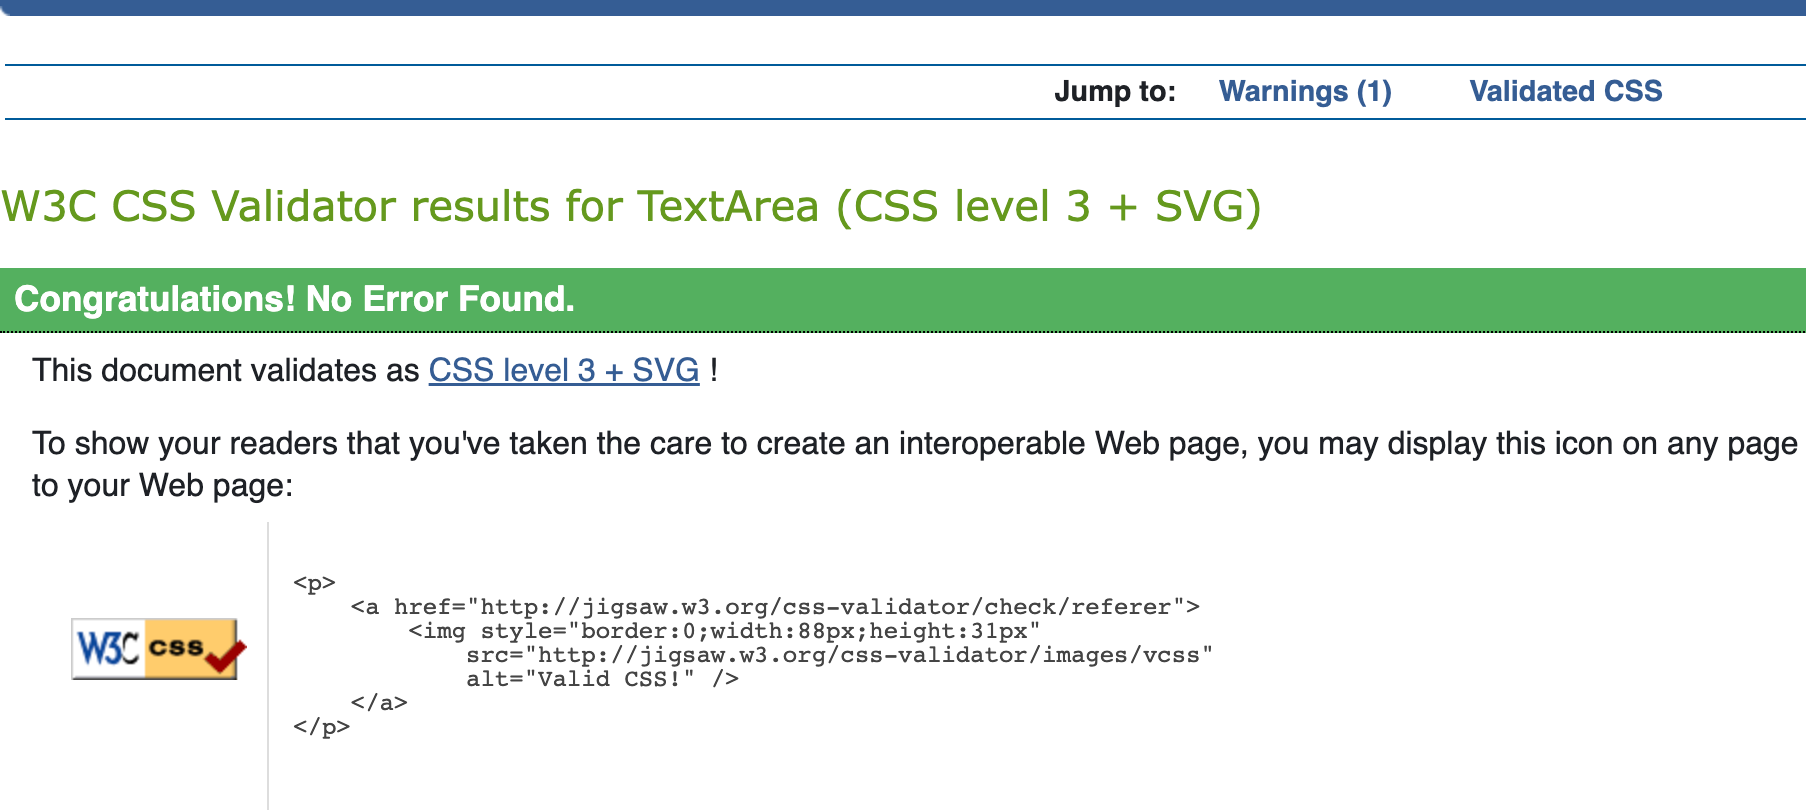 Jump to: Warnings (1) Validated CSS
W3C CSS Validator results for TextArea (CSS level 3 + SVG)
Congratulations! No Error Found.
This document validates as CSS level 3 + SVG !
To show your readers that you've taken the care to create an interoperable Web page, you may display this icon on any page
to your Web page:
<p>
    <a href="http://jigsaw.w3.org/css-validator/check/referer">
        <img style="border:0;width:88px;height:31px"
            src="http://jigsaw.w3.org/css-validator/images/vcss"
            alt="Valid CSS!" />
    </a>
</p>
W3C css